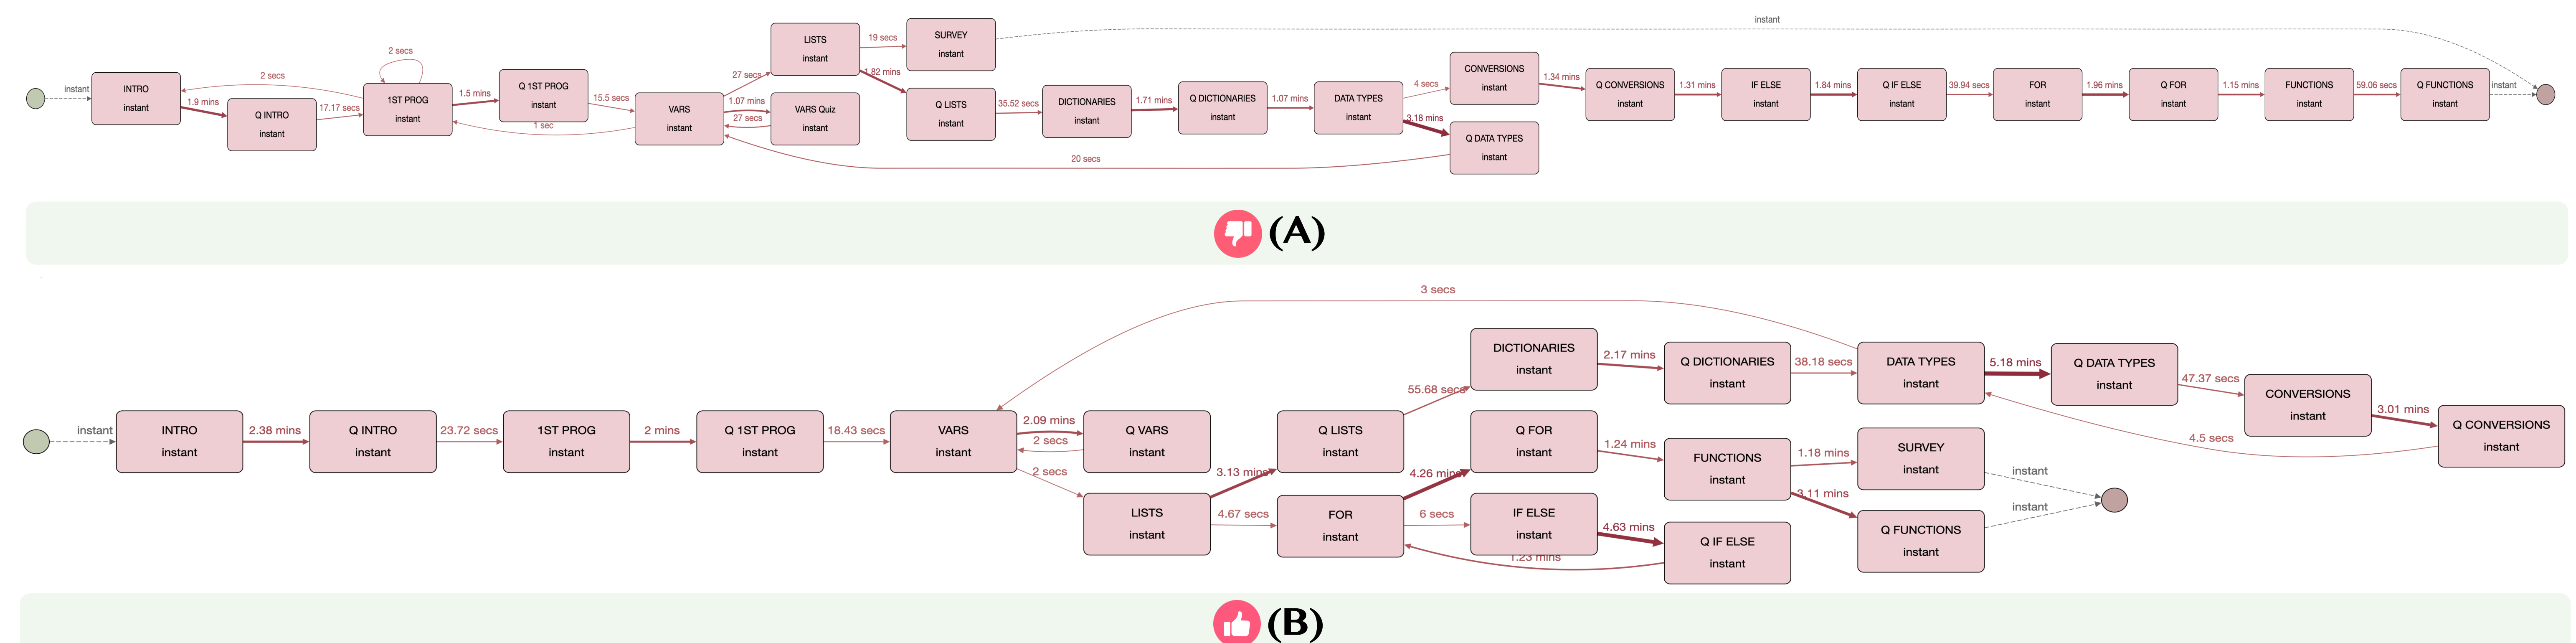 instant
INTRO
instant
1.9 mins
2 secs
Q INTRO
instant
17.17 secs
2 secs
1ST PROG
instant
1.5 mins
Q 1ST PROG
instant
15.5 secs
1 sec
VARS
instant
27 secs
1.07 mins
27 secs
LISTS
instant
VARS Quiz
instant
19 secs
1.82 mins
SURVEY
instant
instant
Q LISTS
instant
35.52 secs
DICTIONARIES
instant
1.71 mins
Q DICTIONARIES
instant
1.07 mins
DATA TYPES
instant
4 secs
3.18 mins
CONVERSIONS
instant
Q DATA TYPES
instant
20 secs
1.34 mins
Q CONVERSIONS
instant
1.31 mins
IF ELSE
instant
1.84 mins
Q IF ELSE
instant
39.94 secs
FOR
instant
1.96 mins
Q FOR
instant
1.15 mins
FUNCTIONS
instant
59.06 secs
Q FUNCTIONS
instant
instant
(A)
3 secs
instant
INTRO
instant
2.38 mins
Q INTRO
instant
23.72 secs
1ST PROG
instant
2 mins
Q 1ST PROG
instant
18.43 secs
VARS
instant
2.09 mins
2 secs
2 secs
Q VARS
instant
LISTS
instant
3.13 mins
4.67 secs
Q LISTS
instant
55.68 secs
FOR
instant
4.26 mins
6 secs
DICTIONARIES
instant
2.17 mins
Q FOR
instant
1.24 mins
IF ELSE
instant
4.63 mins
1.23 mins
Q DICTIONARIES
instant
38.18 secs
FUNCTIONS
instant
1.18 mins
3.11 mins
Q IF ELSE
instant
DATA TYPES
instant
5.18 mins
SURVEY
instant
instant
Q FUNCTIONS
instant
instant
Q DATA TYPES
instant
47.37 secs
CONVERSIONS
instant
3.01 mins
4.5 secs
Q CONVERSIONS
instant
(B)